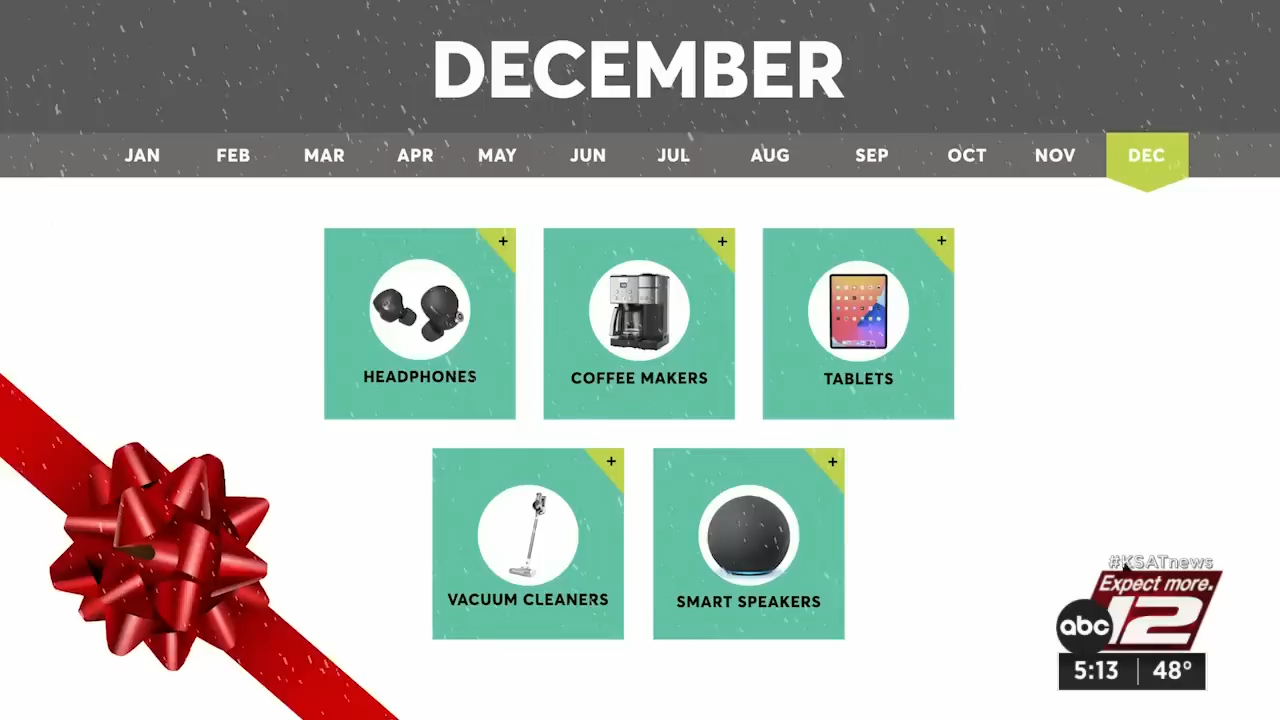 DECEMBER
JAN FEB MAR APR MAY JUN JUL AUG SEP OCT NOV DEC
+ + +
HEADPHONES COFFEE MAKERS TABLETS
+ +
VACUUM CLEANERS SMART SPEAKERS
#KSATnews
Expect more.
abc 12
5:13 48°